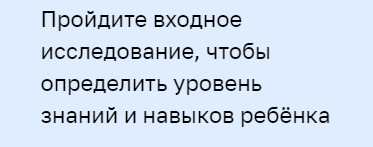 Пройдите входное
исследование, чтобы
определить уровень
знаний и навыков ребёнка